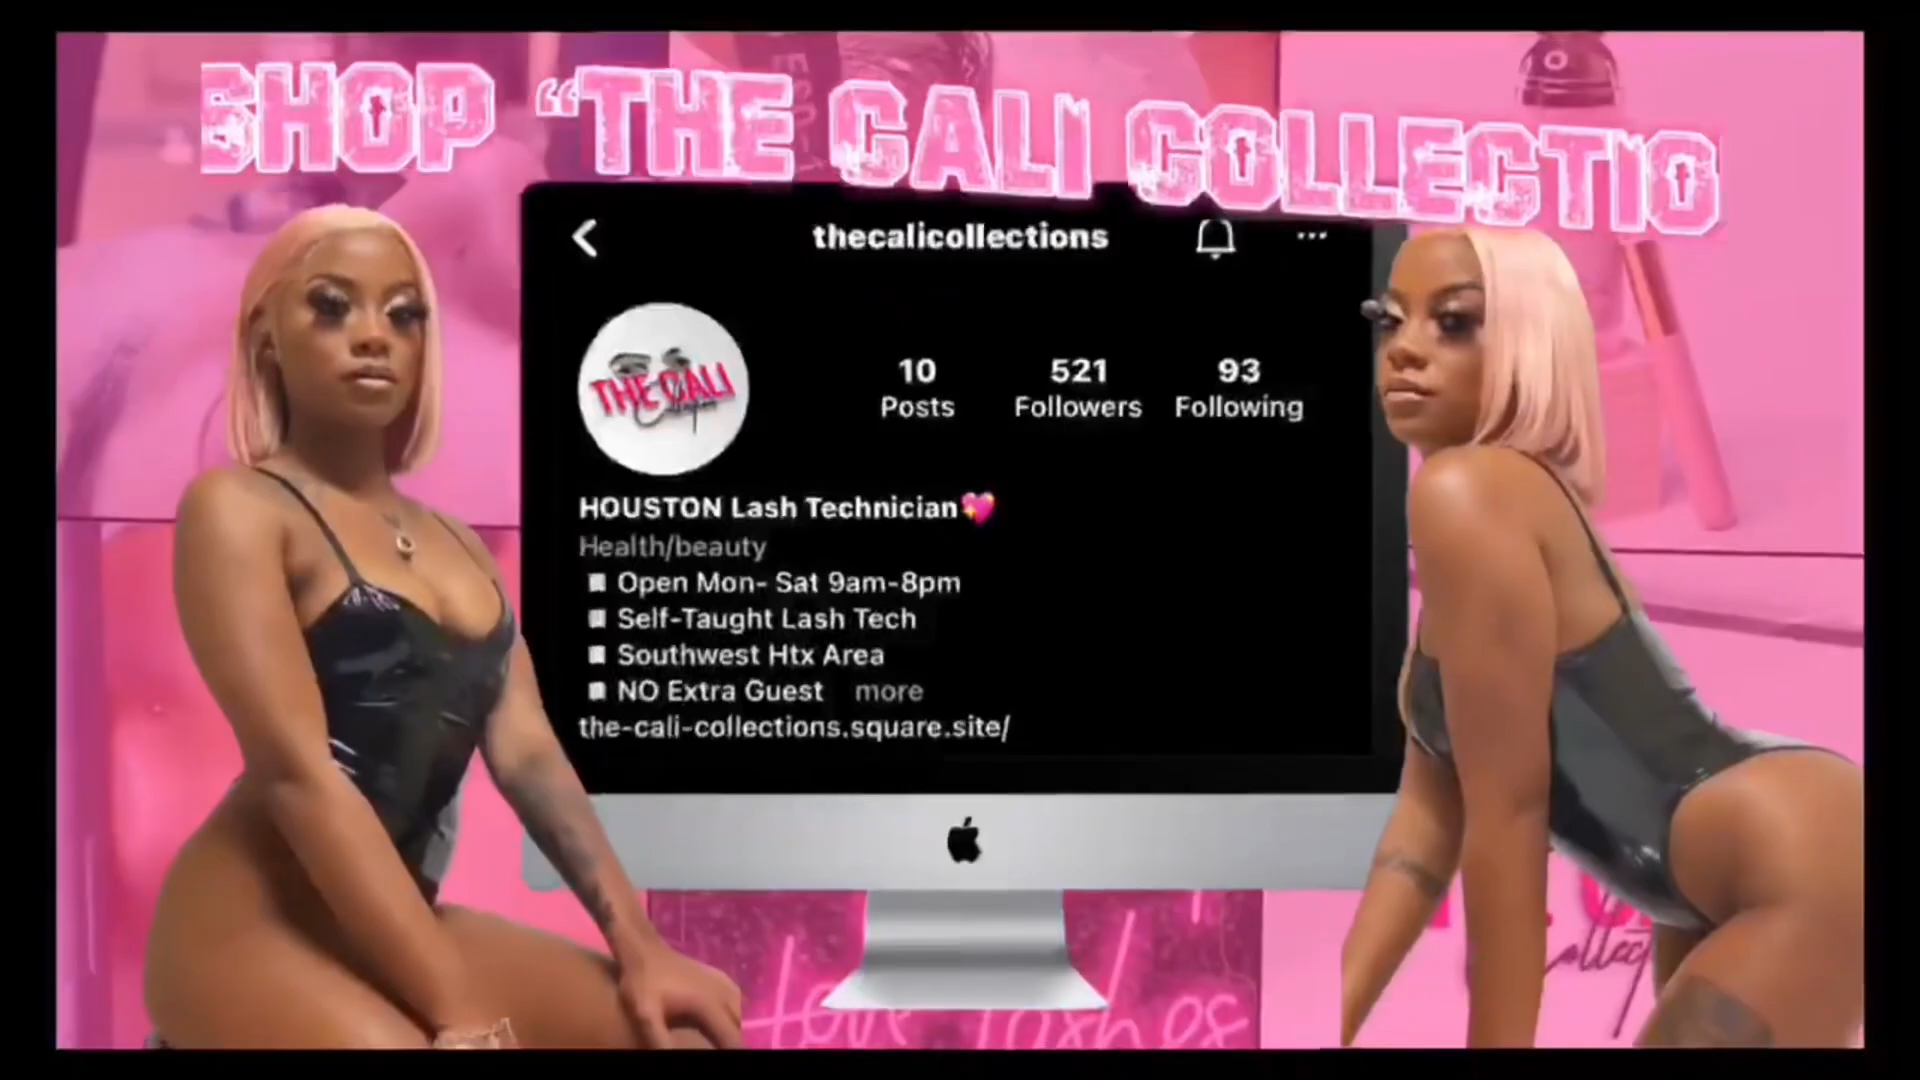 SHOP “THE CALI COLLECTIO
thecalicollections
THE CALI
10
Posts
521
Followers
93
Following
HOUSTON Lash Technician💖
Health/beauty
Open Mon- Sat 9am-8pm
Self-Taught Lash Tech
Southwest Htx Area
NO Extra Guest more
the-cali-collections.square.site/
love lashes